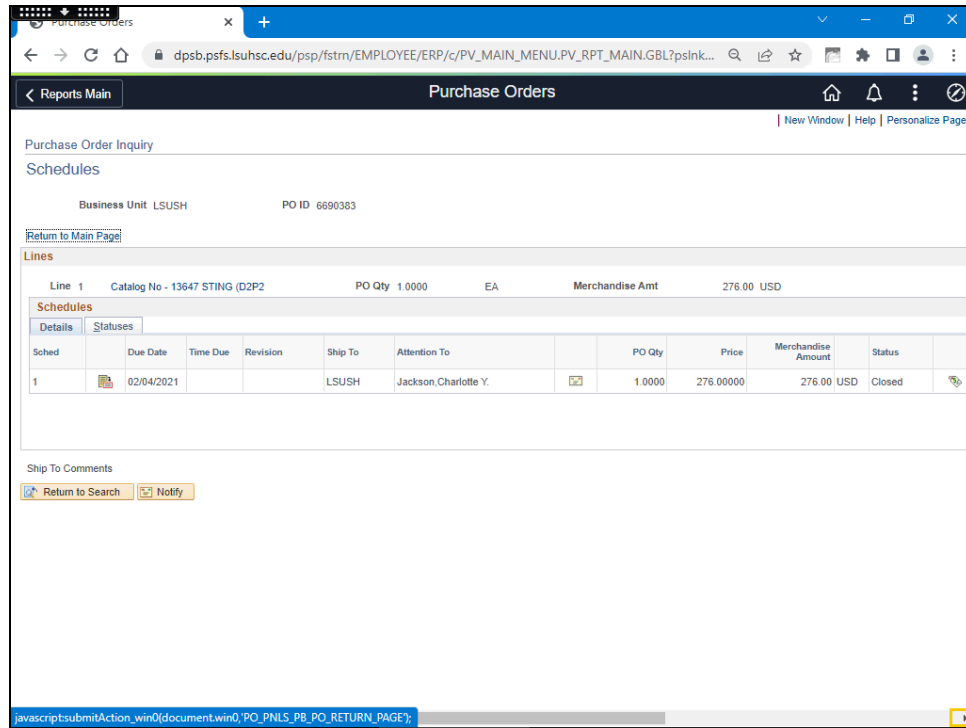 Purchase Orders
dpsb.psfs.lsuhsc.edu/psp/fstrn/EMPLOYEE/ERP/c/PV_MAIN_MENU.PV_RPT_MAIN.GBL?pslnk...
Reports Main Purchase Orders
New Window | Help | Personalize Page
Purchase Order Inquiry
Schedules
Business Unit LSUSH PO ID 6690383
Return to Main Page
Lines
Line 1 Catalog No - 13647 STING (D2P2 PO Qty 1.0000 EA Merchandise Amt 276.00 USD
Schedules
Details Statuses
Sched Due Date Time Due Revision Ship To Attention To PO Qty Price Merchandise Amount Status
1 02/04/2021 LSUSH Jackson,Charlotte Y. 1.0000 276.00000 276.00 USD Closed
Ship To Comments
Return to Search Notify
javascript:submitAction_win0(document.win0,'PO_PNLS_PB_PO_RETURN_PAGE');